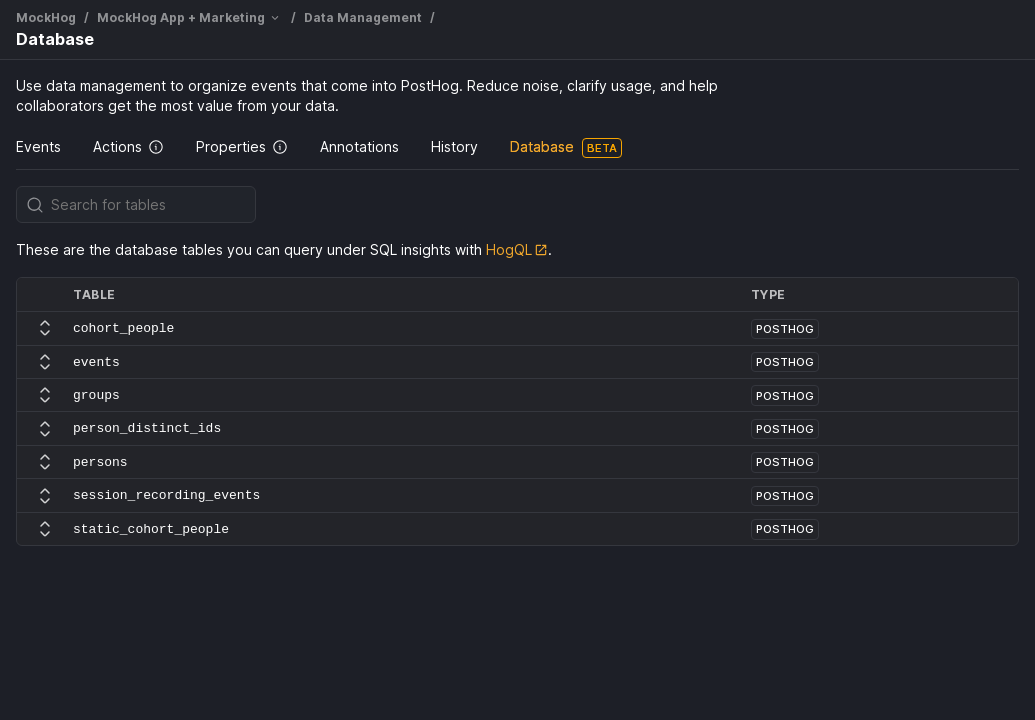 MockHog / MockHog App + Marketing / Data Management /
Database
Use data management to organize events that come into PostHog. Reduce noise, clarify usage, and help
collaborators get the most value from your data.
Events Actions Properties Annotations History Database BETA
Search for tables
These are the database tables you can query under SQL insights with HogQL.
TABLE TYPE
cohort_people POSTHOG
events POSTHOG
groups POSTHOG
person_distinct_ids POSTHOG
persons POSTHOG
session_recording_events POSTHOG
static_cohort_people POSTHOG